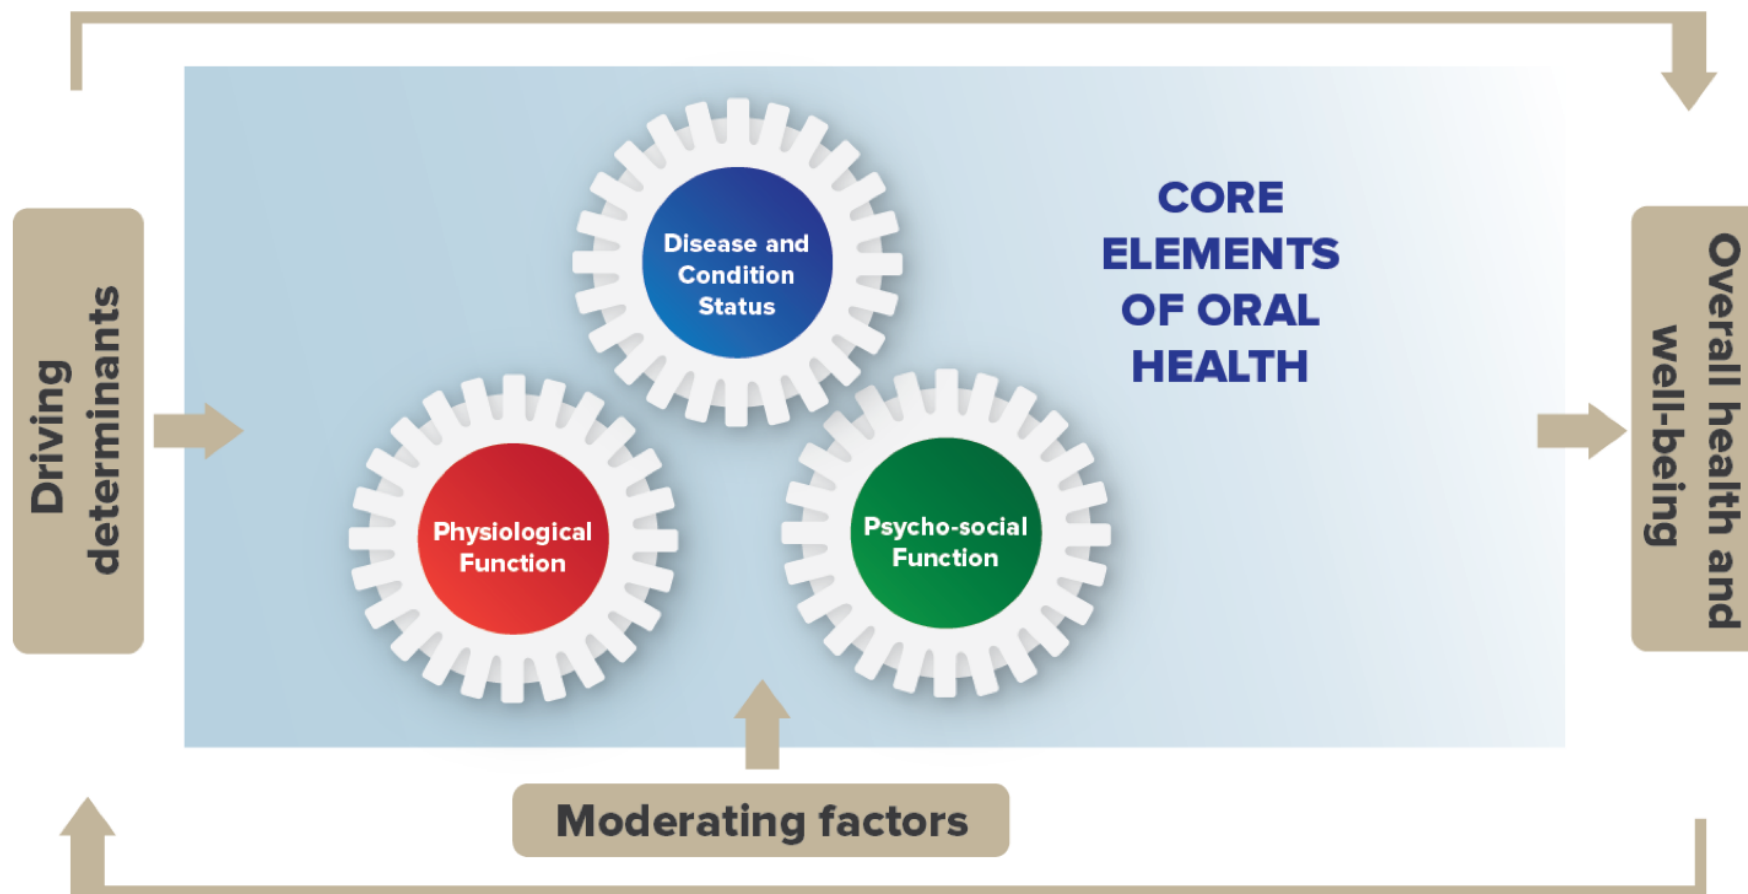 Disease and
Condition
Status
CORE
ELEMENTS
OF ORAL
HEALTH
Driving
determinants
Overall health and
well-being
Physiological
Function
Psycho-social
Function
Moderating factors